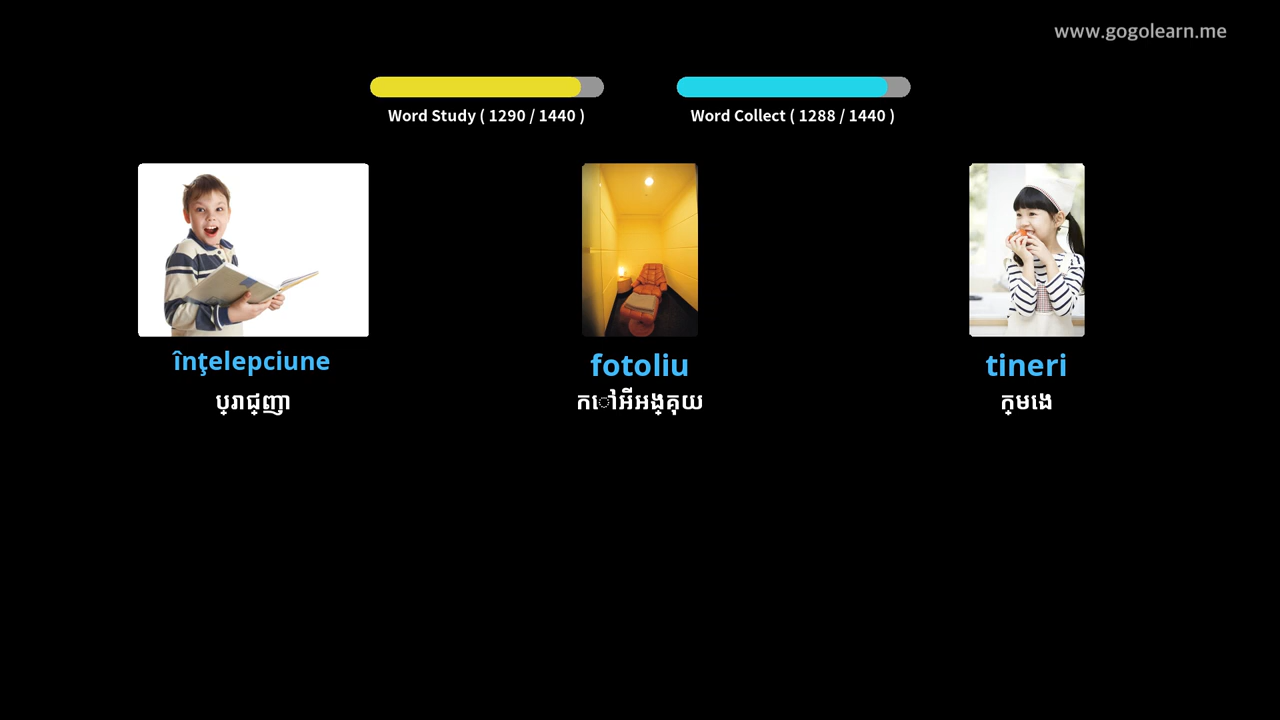 www.gogolearn.me
Word Study ( 1290 / 1440 )
Word Collect ( 1288 / 1440 )
înţelepciune
fotoliu
tineri
ប្រាជ្ញា
កៅអីអង្គុយ
ក្មេង